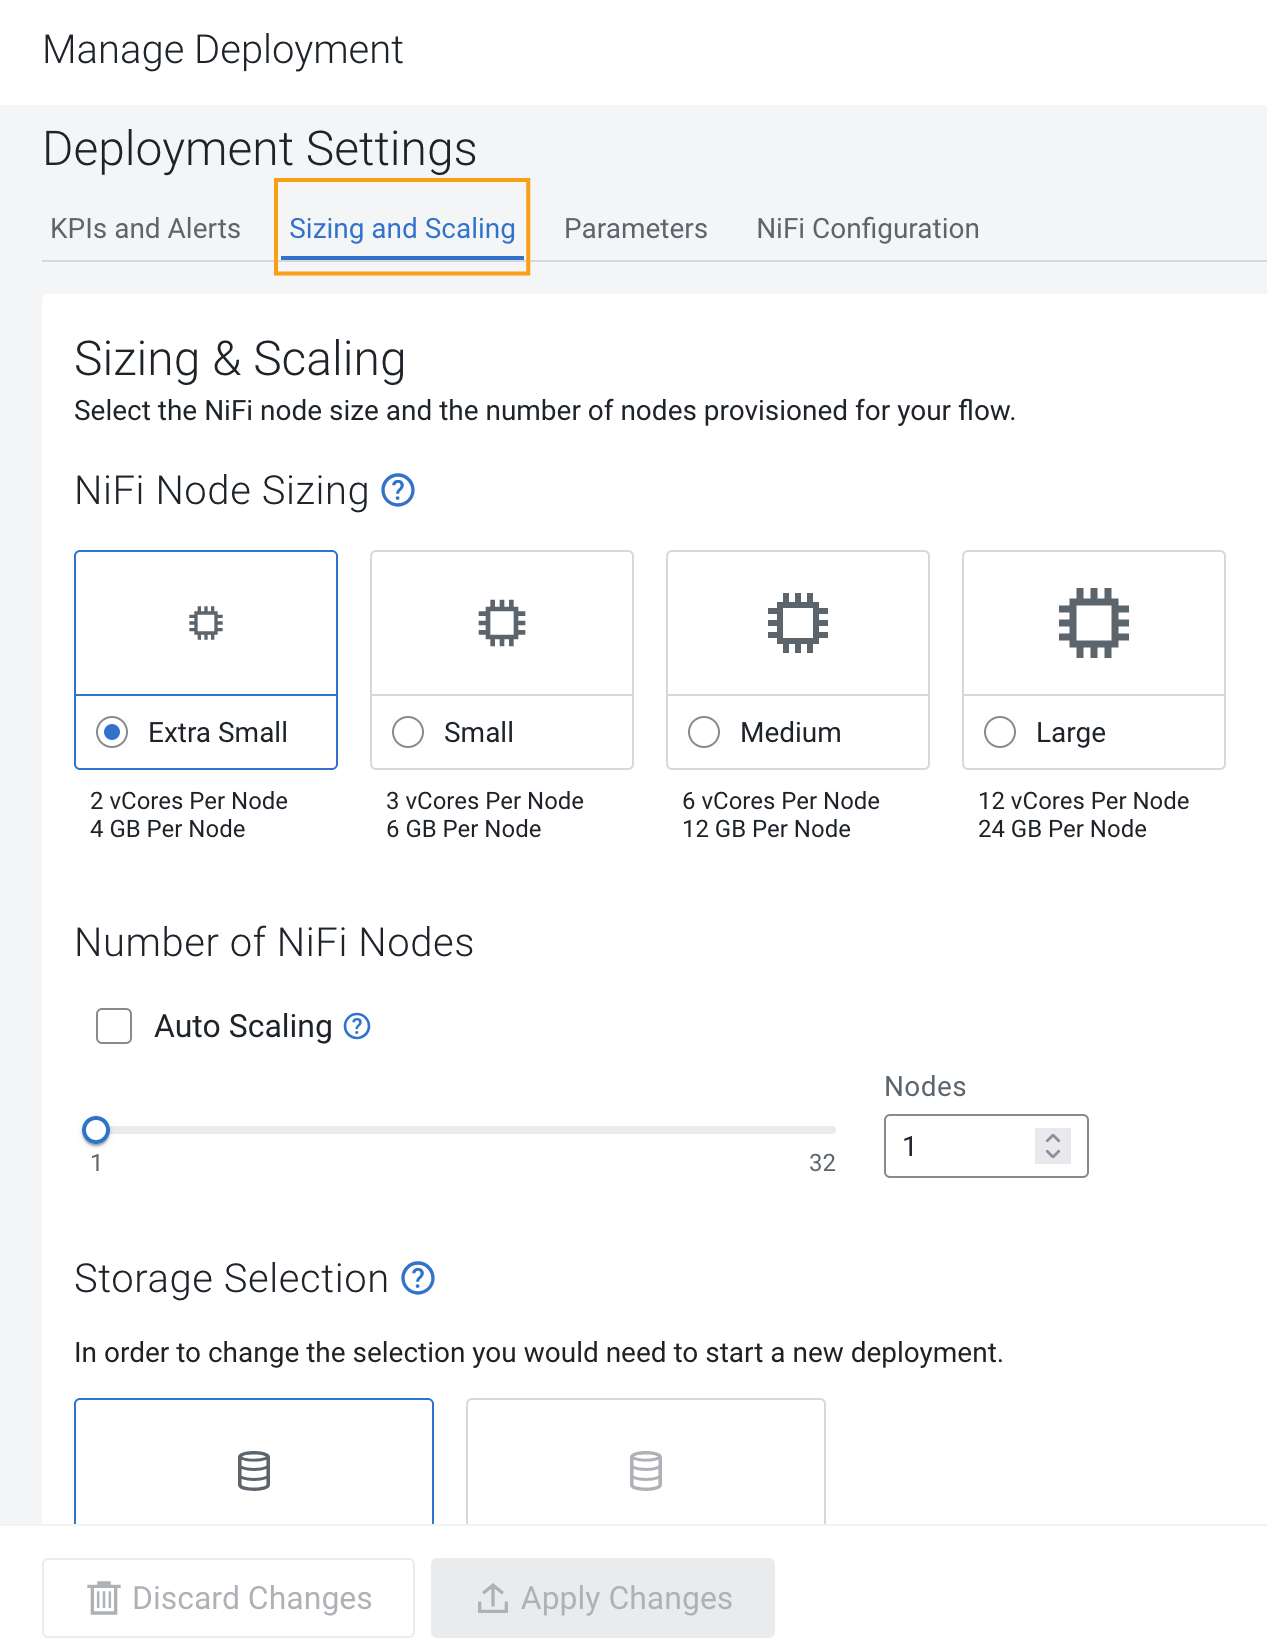 Manage Deployment
Deployment Settings
KPIs and Alerts
Sizing and Scaling
Parameters
NiFi Configuration
Sizing & Scaling
Select the NiFi node size and the number of nodes provisioned for your flow.
NiFi Node Sizing
Extra Small
Small
Medium
Large
2 vCores Per Node
4 GB Per Node
3 vCores Per Node
6 GB Per Node
6 vCores Per Node
12 GB Per Node
12 vCores Per Node
24 GB Per Node
Number of NiFi Nodes
Auto Scaling
Nodes
1
1
32
Storage Selection
In order to change the selection you would need to start a new deployment.
Discard Changes
Apply Changes